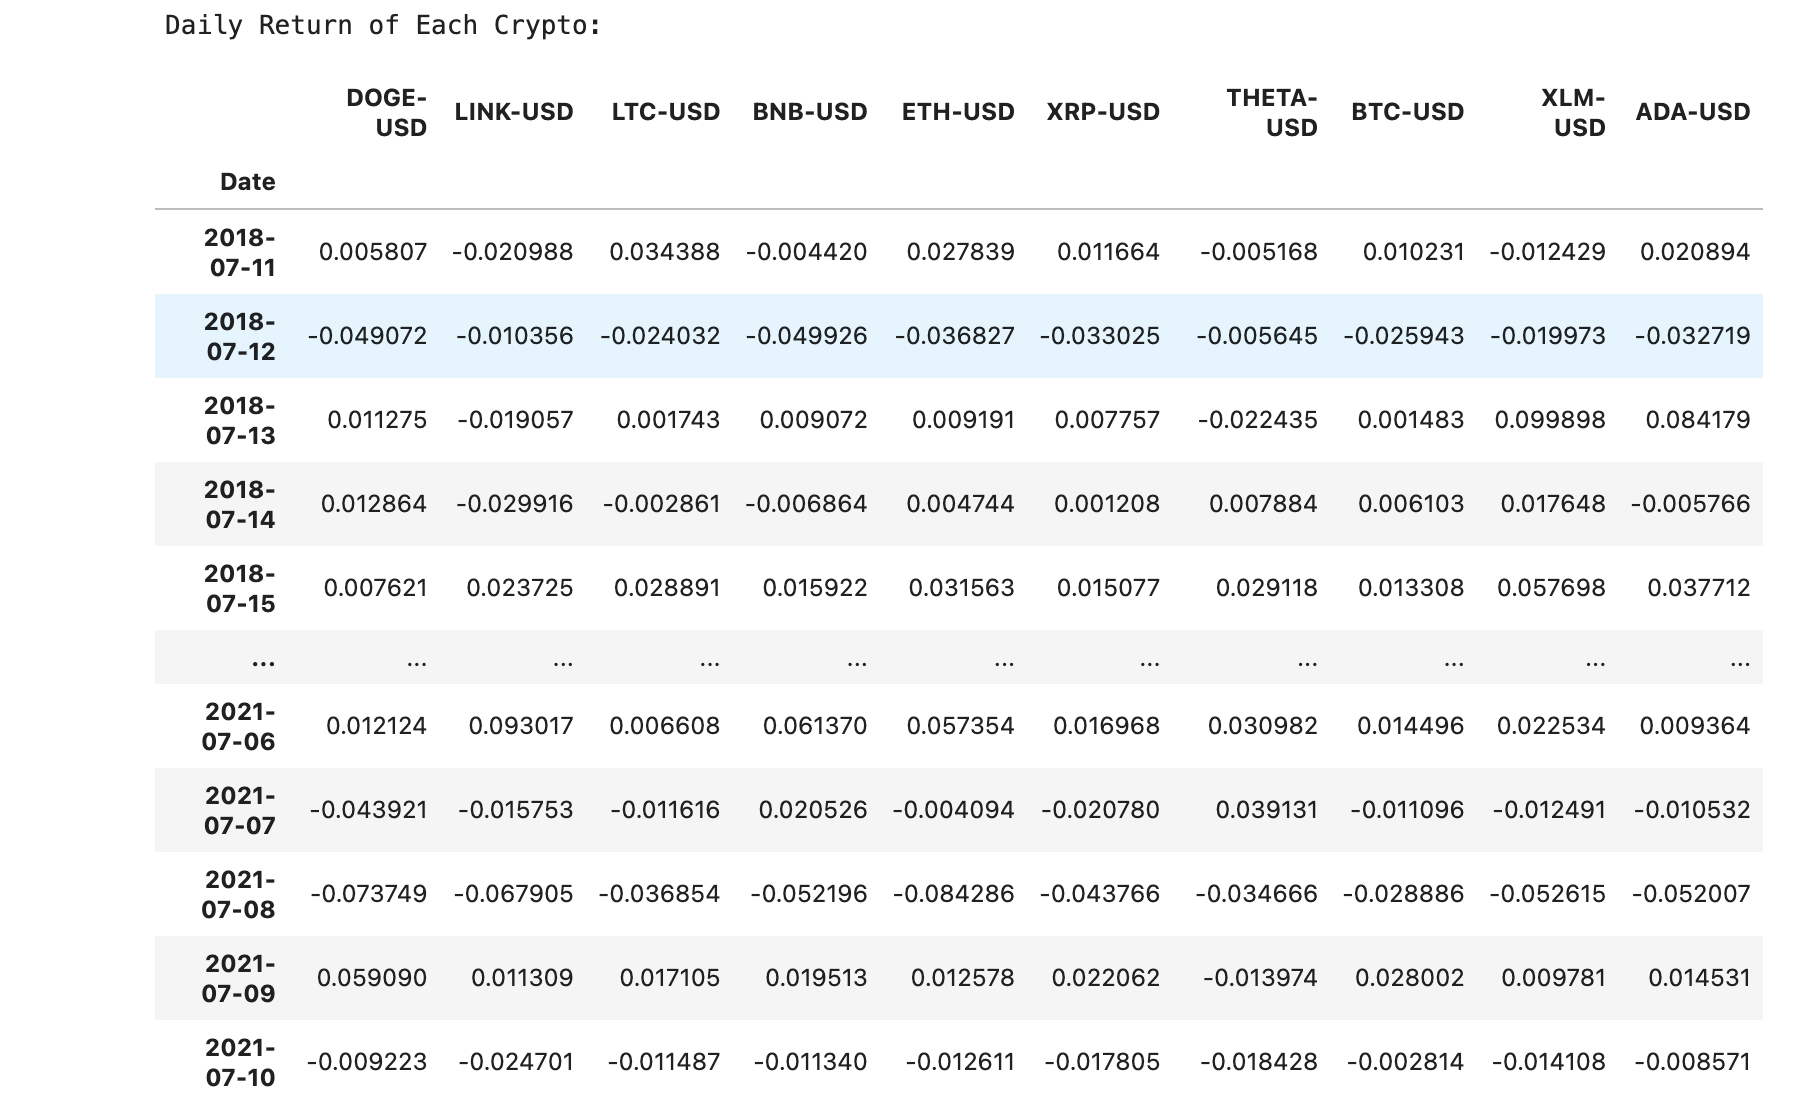 Daily Return of Each Crypto:
DOGE-USD LINK-USD LTC-USD BNB-USD ETH-USD XRP-USD THETA-USD BTC-USD XLM-USD ADA-USD
Date
2018-07-11 0.005807 -0.020988 0.034388 -0.004420 0.027839 0.011664 -0.005168 0.010231 -0.012429 0.020894
2018-07-12 -0.049072 -0.010356 -0.024032 -0.049926 -0.036827 -0.033025 -0.005645 -0.025943 -0.019973 -0.032719
2018-07-13 0.011275 -0.019057 0.001743 0.009072 0.009191 0.007757 -0.022435 0.001483 0.099898 0.084179
2018-07-14 0.012864 -0.029916 -0.002861 -0.006864 0.004744 0.001208 0.007884 0.006103 0.017648 -0.005766
2018-07-15 0.007621 0.023725 0.028891 0.015922 0.031563 0.015077 0.029118 0.013308 0.057698 0.037712
... ... ... ... ... ... ... ... ... ... ...
2021-07-06 0.012124 0.093017 0.006608 0.061370 0.057354 0.016968 0.030982 0.014496 0.022534 0.009364
2021-07-07 -0.043921 -0.015753 -0.011616 0.020526 -0.004094 -0.020780 0.039131 -0.011096 -0.012491 -0.010532
2021-07-08 -0.073749 -0.067905 -0.036854 -0.052196 -0.084286 -0.043766 -0.034666 -0.028886 -0.052615 -0.052007
2021-07-09 0.059090 0.011309 0.017105 0.019513 0.012578 0.022062 -0.013974 0.028002 0.009781 0.014531
2021-07-10 -0.009223 -0.024701 -0.011487 -0.011340 -0.012611 -0.017805 -0.018428 -0.002814 -0.014108 -0.008571